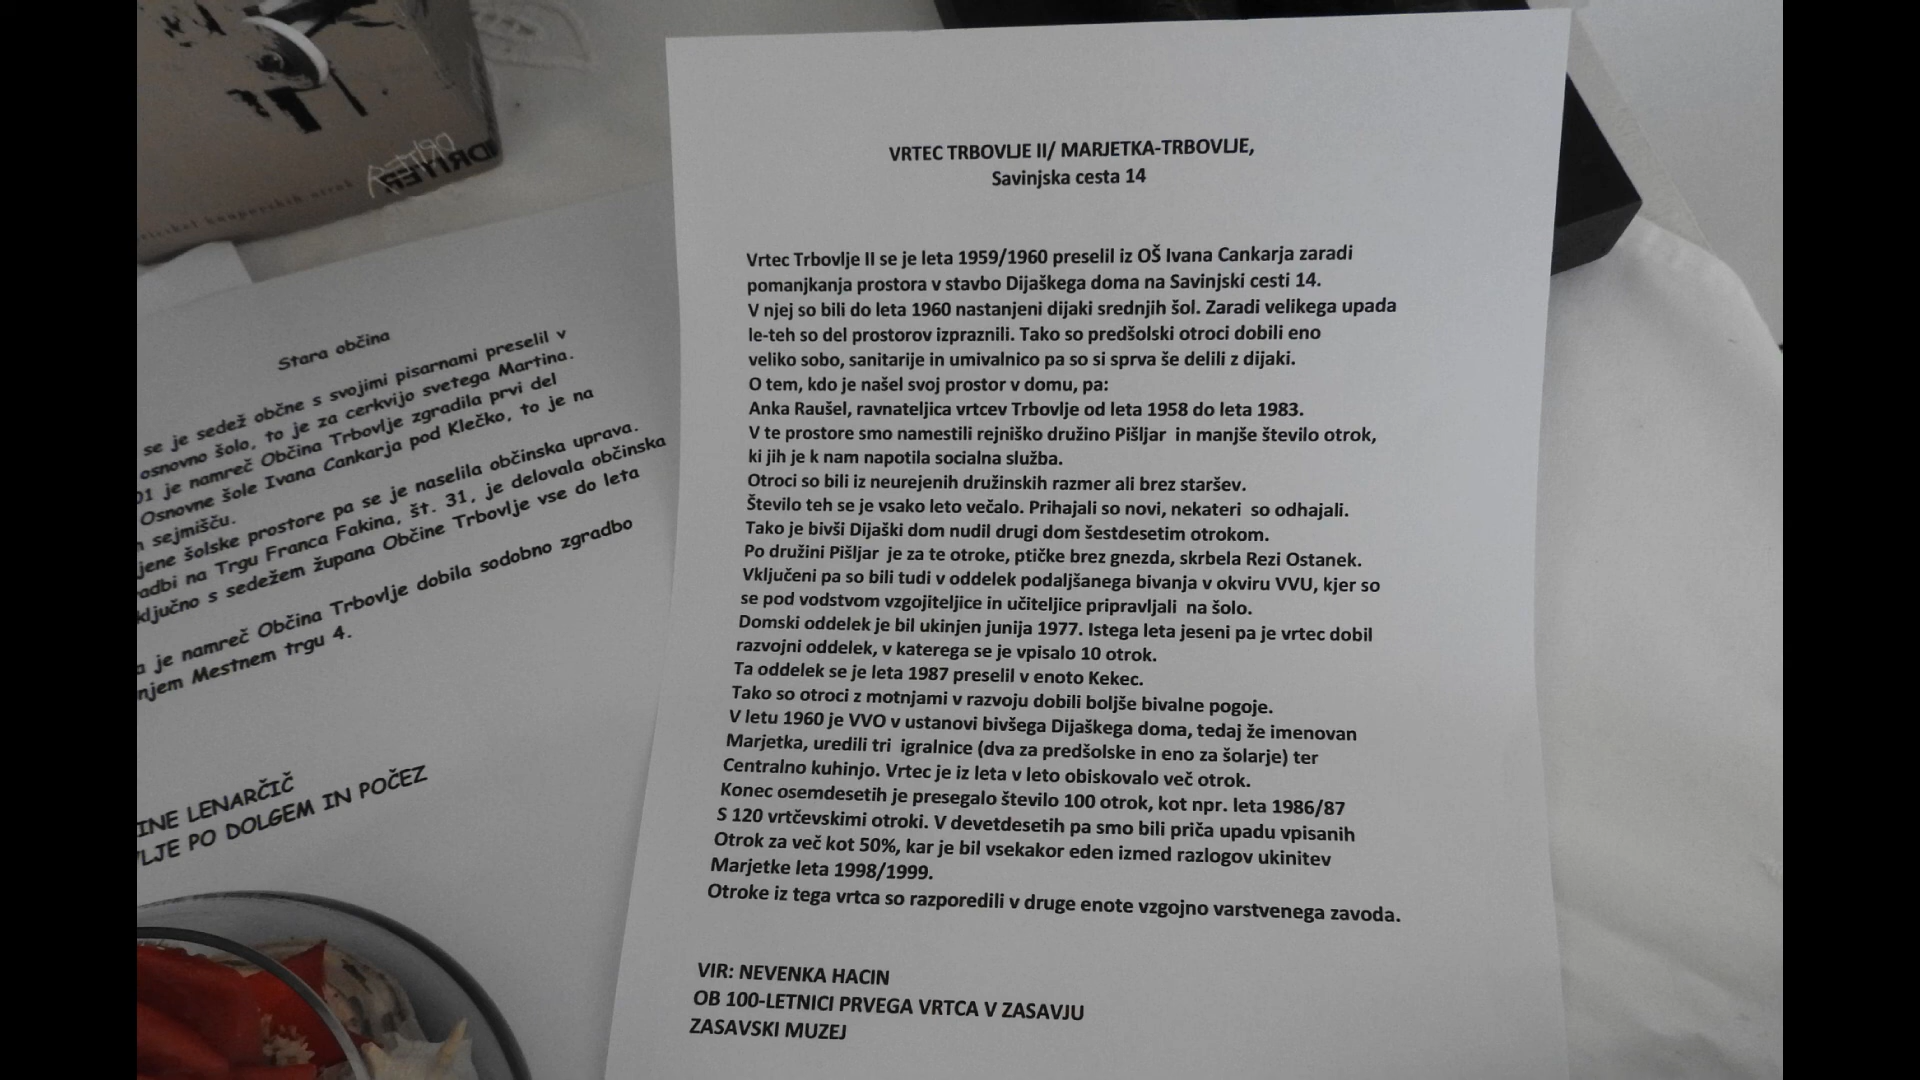 DRITER
DRITËR
Stara občina
se je sedež občne s svojimi pisarnami preselil v
osnovno šolo, to je za cerkvijo svetega Martina.
01 je namreč Občina Trbovlje zgradila prvi del
Osnovne šole Ivana Cankarja pod Klečko, to je na
sejmišču.
jene šolske prostore pa se je naselila občinska uprava.
adbi na Trgu Franca Fakina, št. 31, je delovala občinska
ključno s sedežem župana Občine Trbovlje vse do leta
a je namreč Občina Trbovlje dobila sodobno zgradbo
njem Mestnem trgu 4.
INE LENARČIČ
LJE PO DOLGEM IN POČEZ
VRTEC TRBOVLJE II/ MARJETKA-TRBOVLJE,
Savinjska cesta 14
Vrtec Trbovlje II se je leta 1959/1960 preselil iz OŠ Ivana Cankarja zaradi
pomanjkanja prostora v stavbo Dijaškega doma na Savinjski cesti 14.
V njej so bili do leta 1960 nastanjeni dijaki srednjih šol. Zaradi velikega upada
le-teh so del prostorov izpraznili. Tako so predšolski otroci dobili eno
veliko sobo, sanitarije in umivalnico pa so si sprva še delili z dijaki.
O tem, kdo je našel svoj prostor v domu, pa:
Anka Raušel, ravnateljica vrtcev Trbovlje od leta 1958 do leta 1983.
V te prostore smo namestili rejniško družino Pišljar in manjše število otrok,
ki jih je k nam napotila socialna služba.
Otroci so bili iz neurejenih družinskih razmer ali brez staršev.
Število teh se je vsako leto večalo. Prihajali so novi, nekateri so odhajali.
Tako je bivši Dijaški dom nudil drugi dom šestdesetim otrokom.
Po družini Pišljar je za te otroke, ptičke brez gnezda, skrbela Rezi Ostanek.
Vključeni pa so bili tudi v oddelek podaljšanega bivanja v okviru VVU, kjer so
se pod vodstvom vzgojiteljice in učiteljice pripravljali na šolo.
Domski oddelek je bil ukinjen junija 1977. Istega leta jeseni pa je vrtec dobil
razvojni oddelek, v katerega se je vpisalo 10 otrok.
Ta oddelek se je leta 1987 preselil v enoto Kekec.
Tako so otroci z motnjami v razvoju dobili boljše bivalne pogoje.
V letu 1960 je VVO v ustanovi bivšega Dijaškega doma, tedaj že imenovan
Marjetka, uredili tri igralnice (dva za predšolske in eno za šolarje) ter
Centralno kuhinjo. Vrtec je iz leta v leto obiskovalo več otrok.
Konec osemdesetih je presegalo število 100 otrok, kot npr. leta 1986/87
S 120 vrtčevskimi otroki. V devetdesetih pa smo bili priča upadu vpisanih
Otrok za več kot 50%, kar je bil vsekakor eden izmed razlogov ukinitev
Marjetke leta 1998/1999.
Otroke iz tega vrtca so razporedili v druge enote vzgojno varstvenega zavoda.
VIR: NEVENKA HACIN
OB 100-LETNICI PRVEGA VRTCA V ZASAVJU
ZASAVSKI MUZEJ